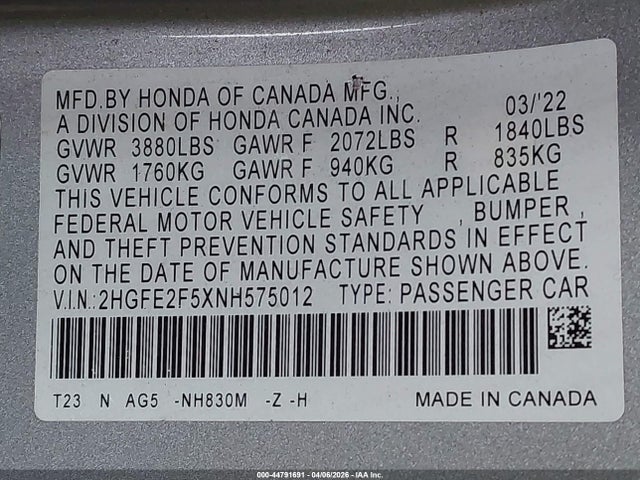 MFD.BY HONDA OF CANADA MFG., 03/'22
A DIVISION OF HONDA CANADA INC.
GVWR 3880LBS GAWR F 2072LBS R 1840LBS
GVWR 1760KG GAWR F 940KG R 835KG
THIS VEHICLE CONFORMS TO ALL APPLICABLE
FEDERAL MOTOR VEHICLE SAFETY , BUMPER ,
AND THEFT PREVENTION STANDARDS IN EFFECT
ON THE DATE OF MANUFACTURE SHOWN ABOVE.
V.I.N.:2HGFE2F5XNH575012 TYPE: PASSENGER CAR
T23 N AG5 -NH830M -Z -H MADE IN CANADA
000-44791691 - 04/06/2026 - IAA Inc.